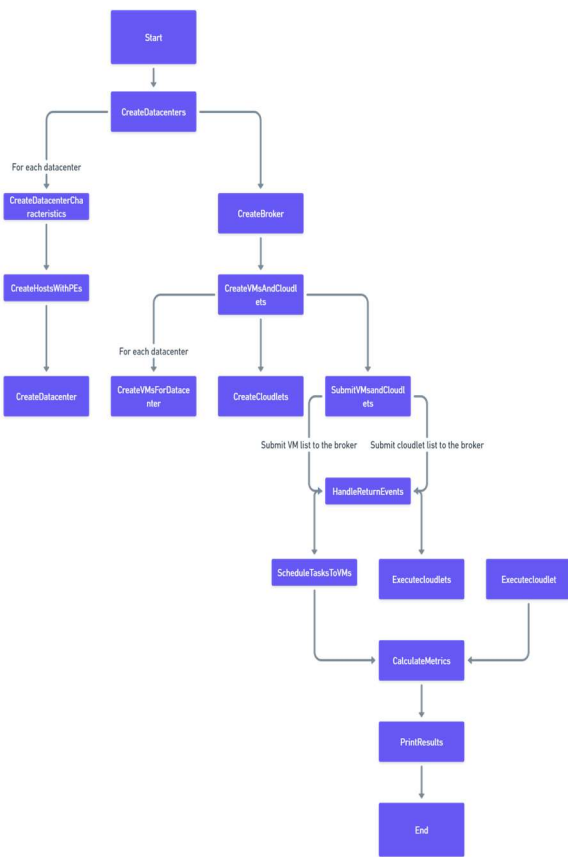 Start
CreateDatacenters
For each datacenter
CreateDatacenterCha
racteristics
CreateBroker
CreateHostsWithPEs
CreateVMsAndCloudl
ets
For each datacenter
CreateDatacenter
CreateVMsForDatace
nter
CreateCloudlets
SubmitVMsandCloudl
ets
Submit VM list to the broker
Submit cloudlet list to the broker
HandleReturnEvents
ScheduleTasksToVMs
Executecloudlets
Executecloudlet
CalculateMetrics
PrintResults
End